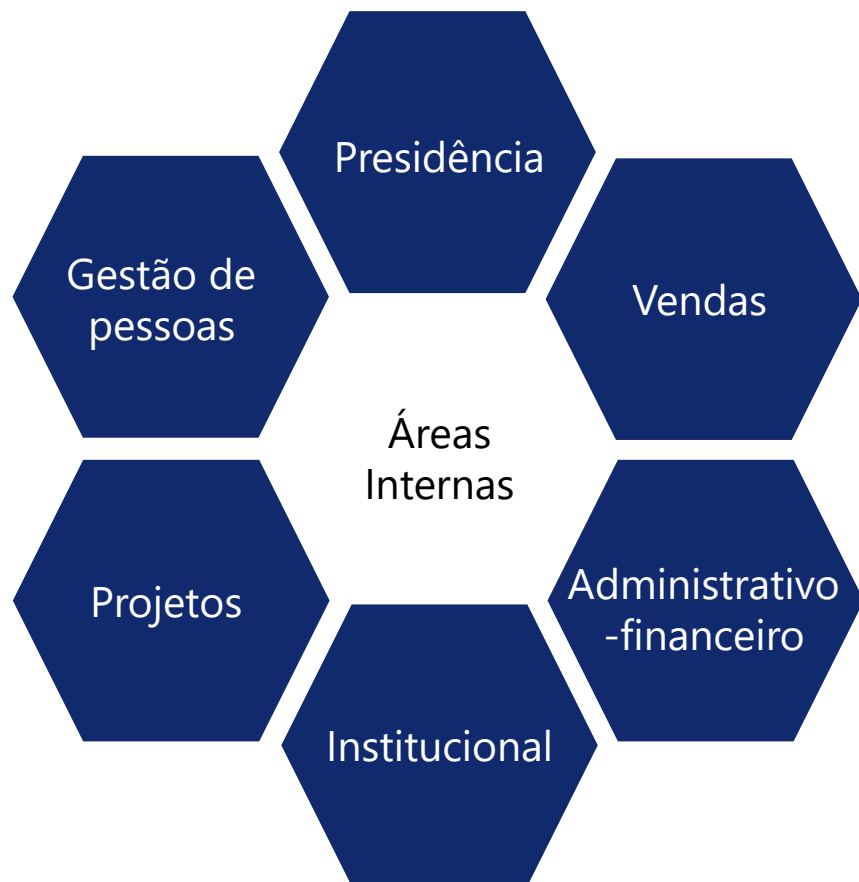 Presidência
Vendas
Administrativo
-financeiro
Institucional
Projetos
Gestão de
pessoas
Áreas
Internas